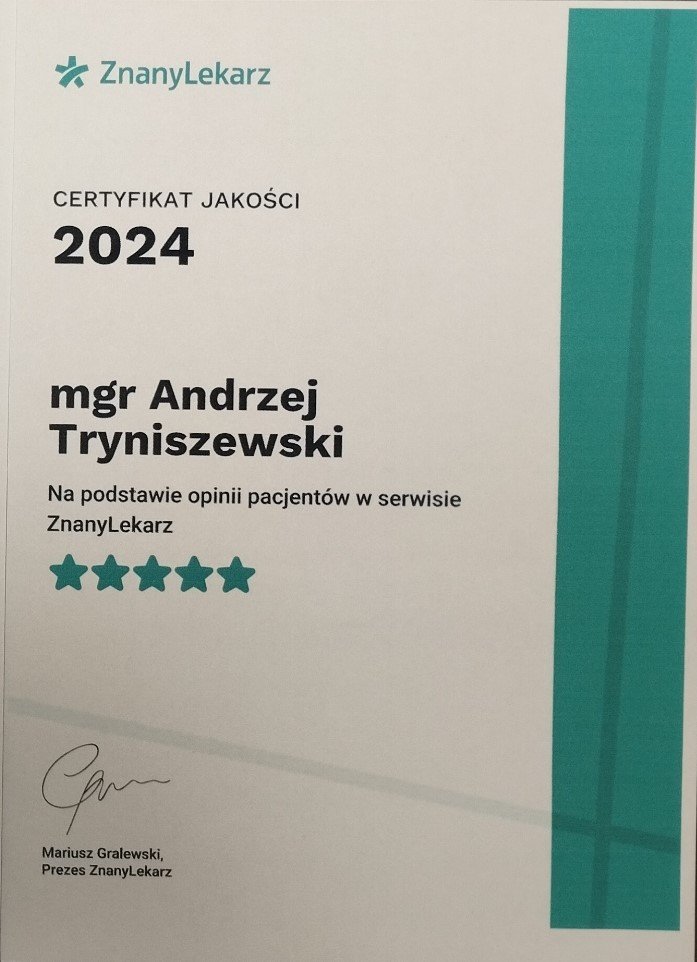 ZnanyLekarz
CERTYFIKAT JAKOŚCI
2024
mgr Andrzej
Tryniszewski
Na podstawie opinii pacjentów w serwisie
ZnanyLekarz
Mariusz Gralewski,
Prezes ZnanyLekarz